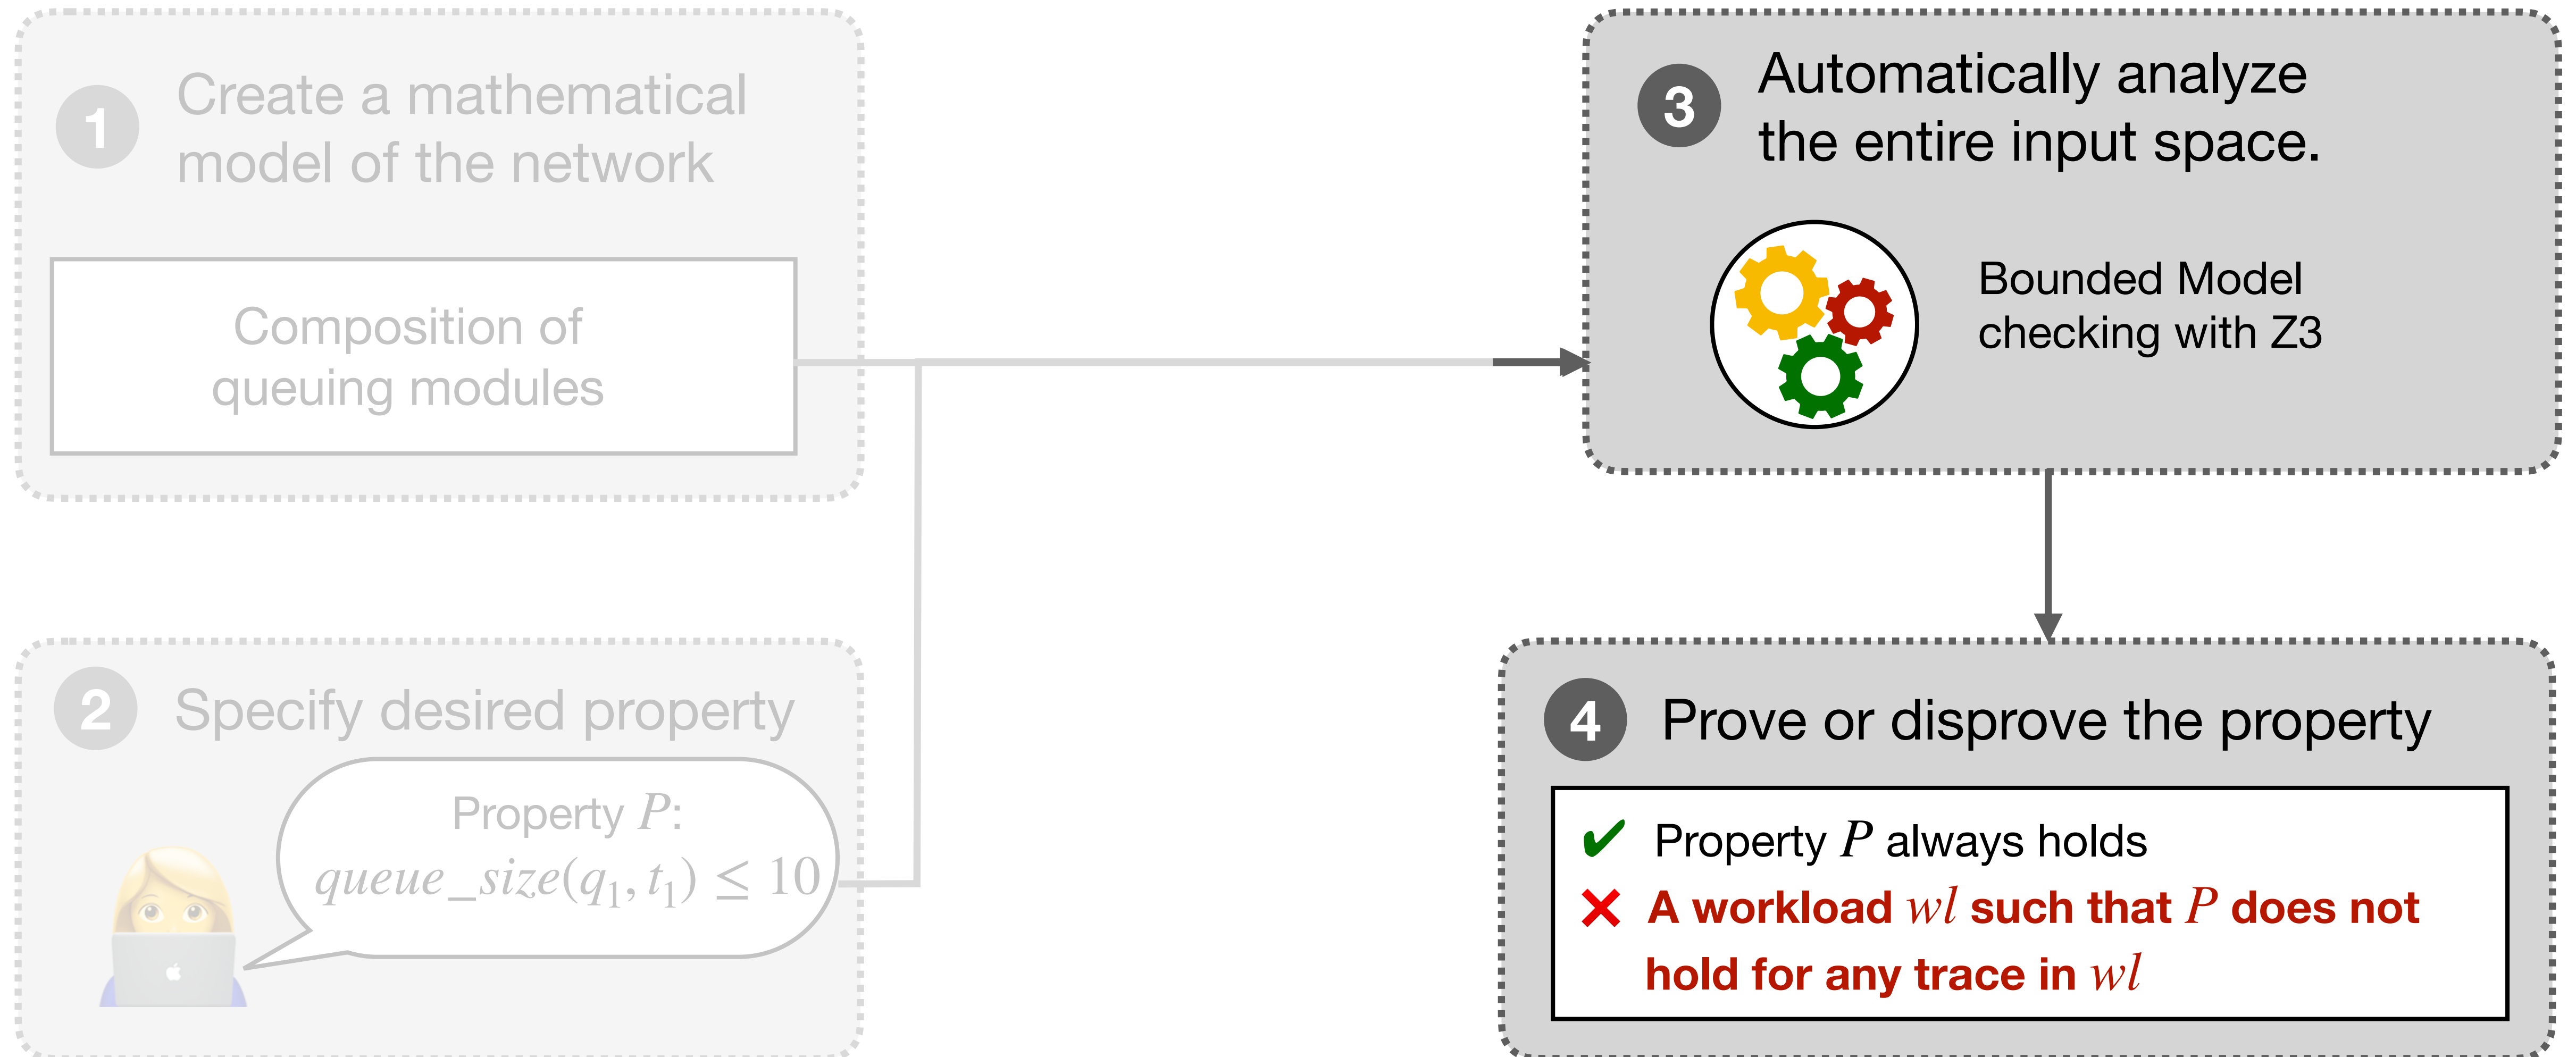 1
Create a mathematical
model of the network
Composition of
queuing modules
2
Specify desired property
Property P:
queue_size(q₁, t₁) ≤ 10
3
Automatically analyze
the entire input space.
Bounded Model
checking with Z3
4
Prove or disprove the property
✔ Property P always holds
✕ A workload wl such that P does not
hold for any trace in wl